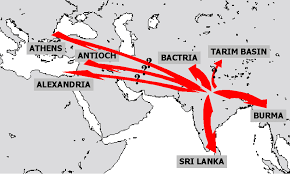 ATHENS
TARIM BASIN
ANTIOCH
BACTRIA
?
?
?
ALEXANDRIA
BURMA
SRI LANKA